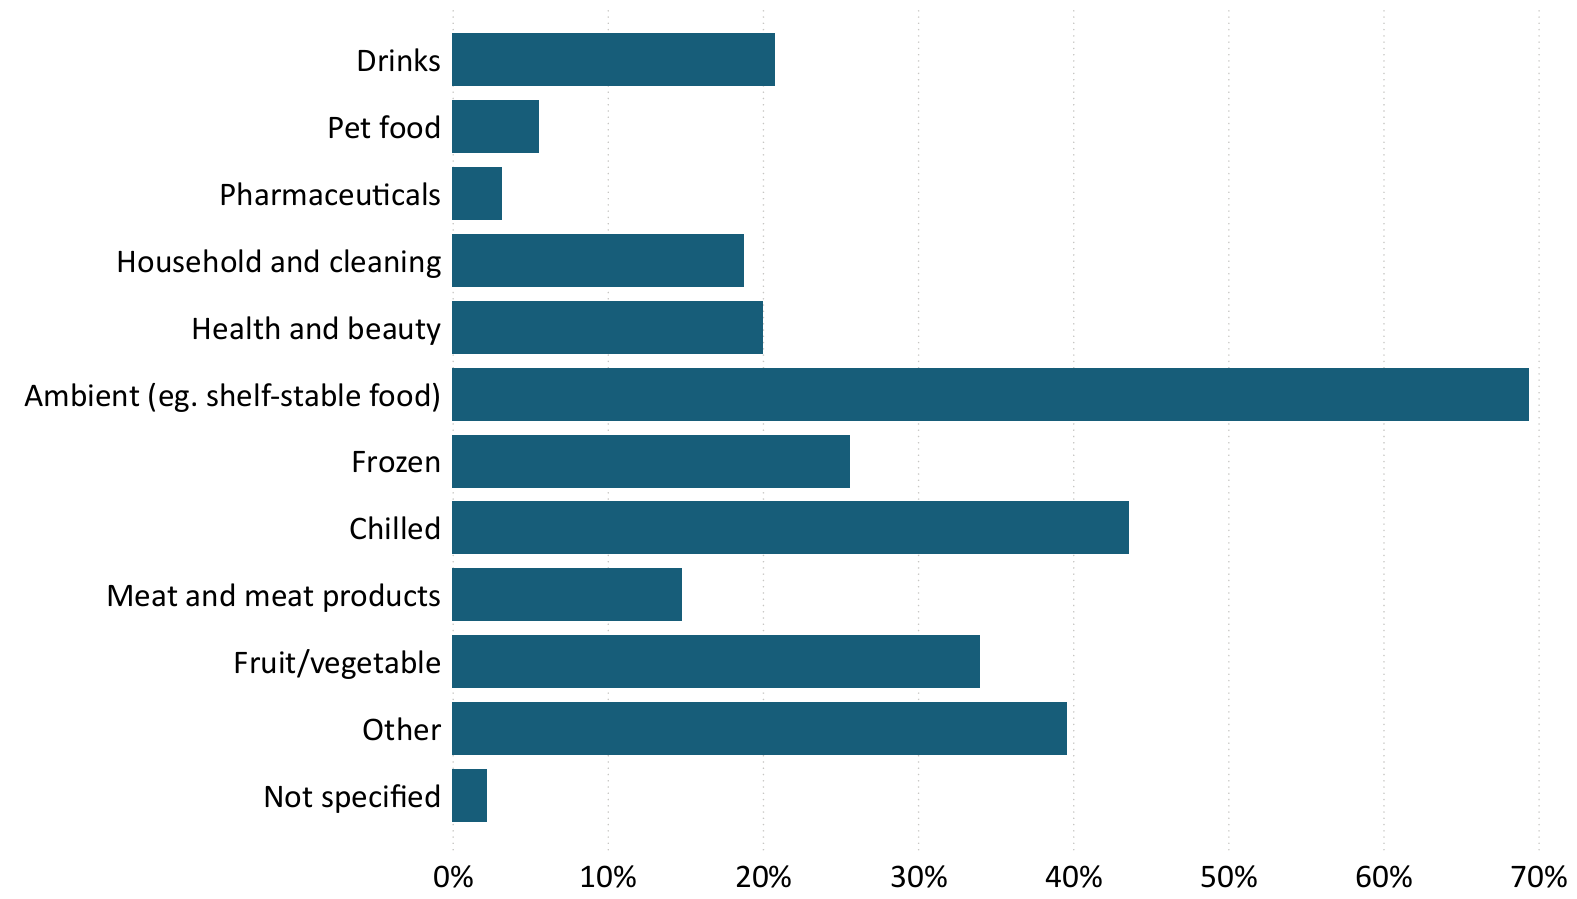 Drinks
Pet food
Pharmaceuticals
Household and cleaning
Health and beauty
Ambient (eg. shelf-stable food)
Frozen
Chilled
Meat and meat products
Fruit/vegetable
Other
Not specified
0% 10% 20% 30% 40% 50% 60% 70%